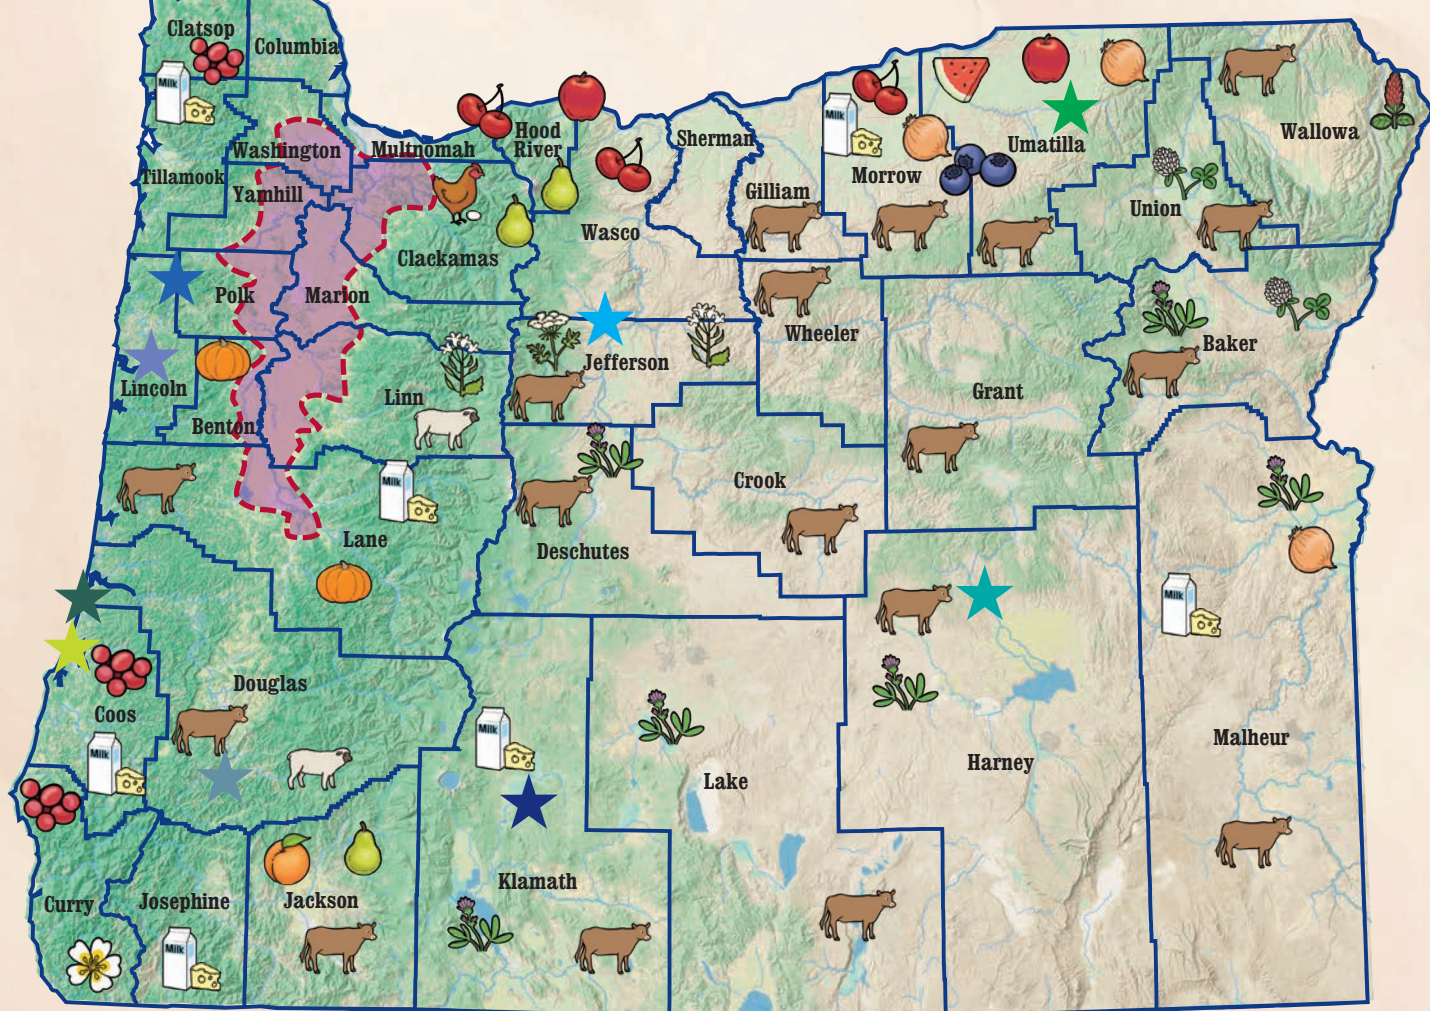 Clatsop
Columbia
Milk
Tillamook
Washington
Yamhill
Multnomah
Hood
River
Clackamas
Wasco
Sherman
Gilliam
Milk
Morrow
Umatilla
Union
Wallowa
Polk
Marion
Lincoln
Benton
Linn
Jefferson
Wheeler
Grant
Baker
Milk
Lane
Deschutes
Crook
Milk
Coos
Milk
Douglas
Milk
Lake
Harney
Malheur
Curry
Josephine
Milk
Jackson
Klamath